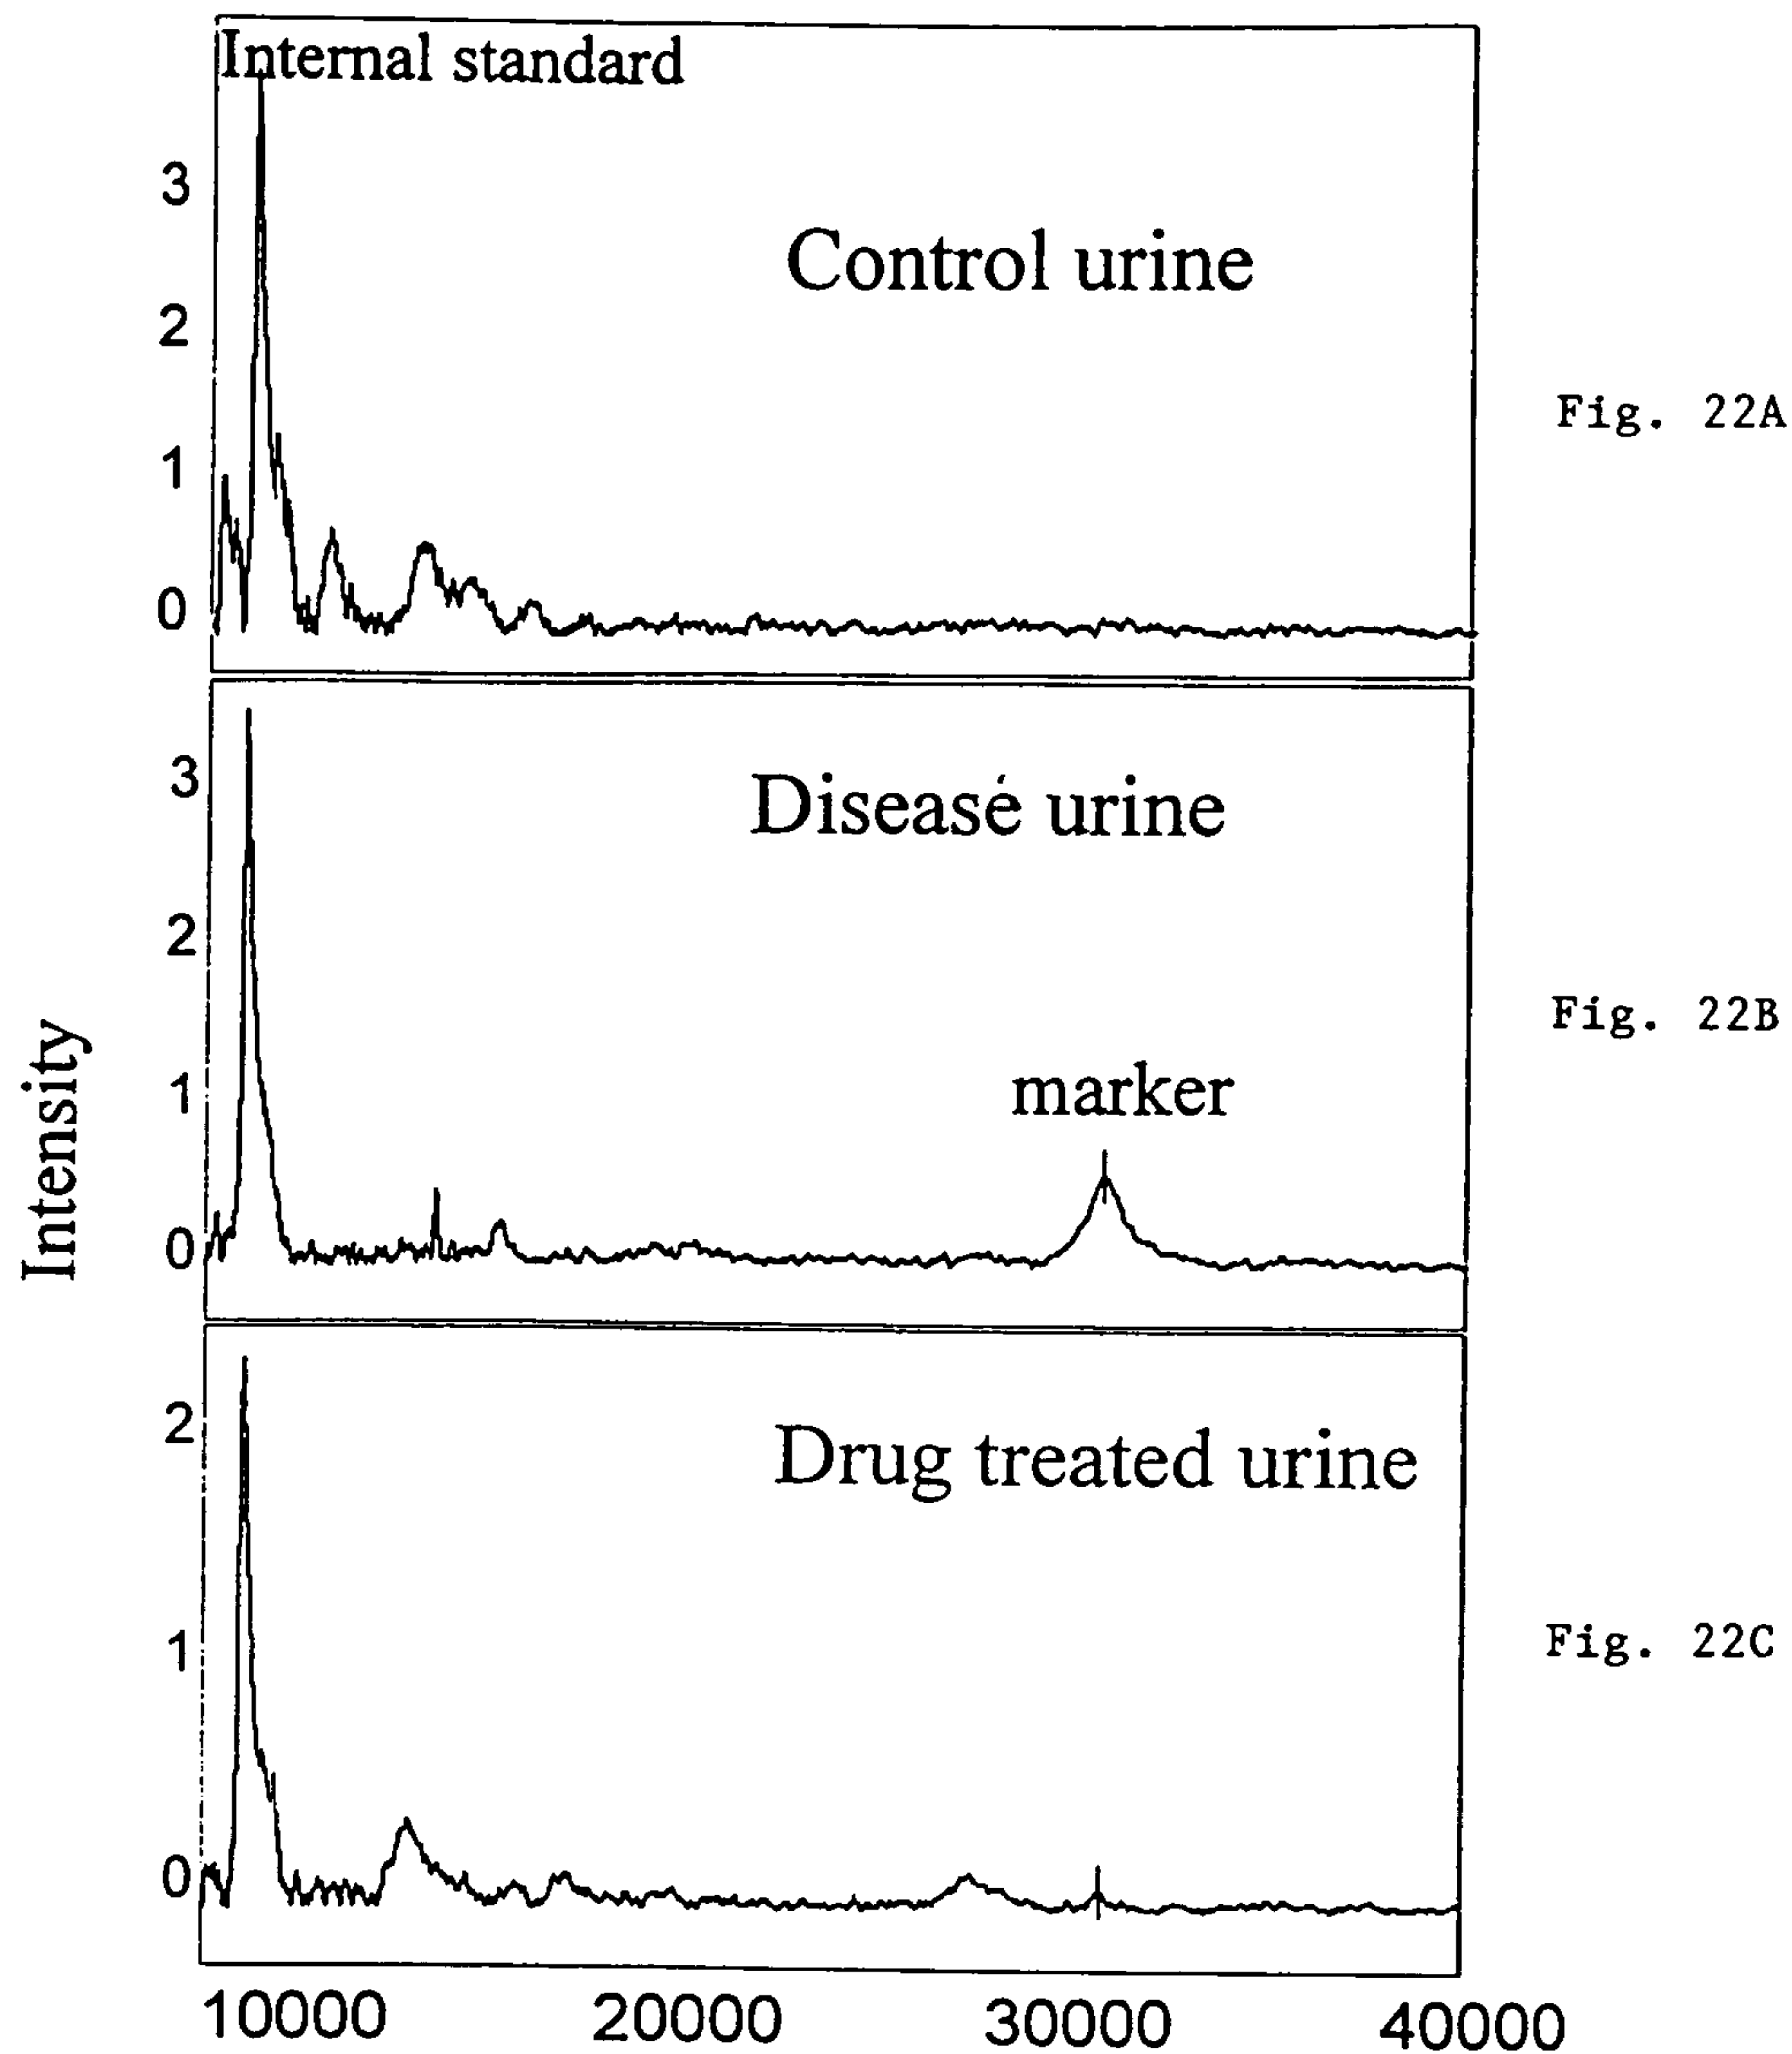 Internal standard
3
Control urine
2
Fig. 22A
1
0
3
Diseasé urine
2
Fig. 22B
Intensity
marker
1
0
2
Drug treated urine
1
Fig. 22C
0
10000 20000 30000 40000